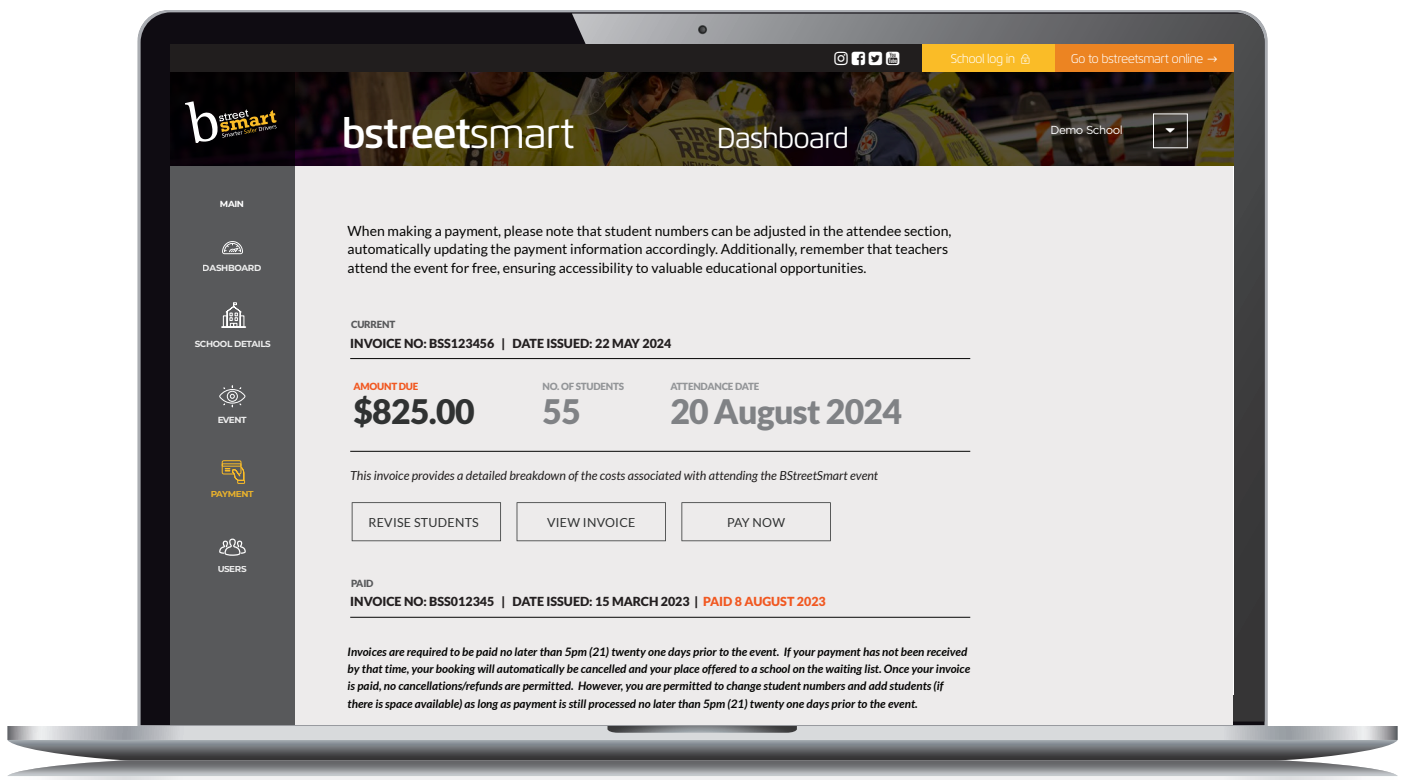 School log in
Go to bstreetsmart online →
b street smart
Smarter Safer Drivers
bstreetsmart
Dashboard
Demo School
FIRE
RESCUE
MAIN
DASHBOARD
SCHOOL DETAILS
EVENT
PAYMENT
USERS
When making a payment, please note that student numbers can be adjusted in the attendee section,
automatically updating the payment information accordingly. Additionally, remember that teachers
attend the event for free, ensuring accessibility to valuable educational opportunities.
CURRENT
INVOICE NO: BSS123456 | DATE ISSUED: 22 MAY 2024
AMOUNT DUE
$825.00
NO. OF STUDENTS
55
ATTENDANCE DATE
20 August 2024
This invoice provides a detailed breakdown of the costs associated with attending the BStreetSmart event
REVISE STUDENTS
VIEW INVOICE
PAY NOW
PAID
INVOICE NO: BSS012345 | DATE ISSUED: 15 MARCH 2023 | PAID 8 AUGUST 2023
Invoices are required to be paid no later than 5pm (21) twenty one days prior to the event. If your payment has not been received
by that time, your booking will automatically be cancelled and your place offered to a school on the waiting list. Once your invoice
is paid, no cancellations/refunds are permitted. However, you are permitted to change student numbers and add students (if
there is space available) as long as payment is still processed no later than 5pm (21) twenty one days prior to the event.